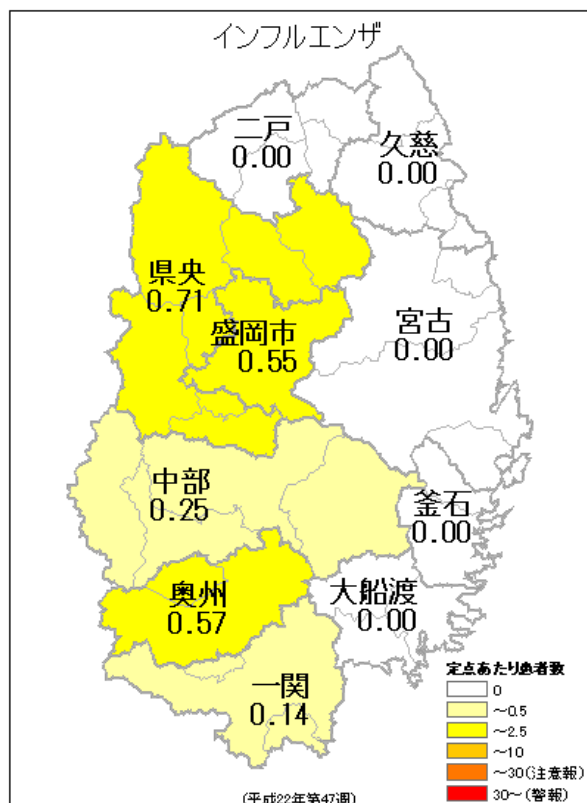 インフルエンザ
二戸
0.00
久慈
0.00
県央
0.71
盛岡市
0.55
宮古
0.00
中部
0.25
釜石
0.00
奥州
0.57
大船渡
0.00
一関
0.14
定点あたり患者数
0
～0.5
～2.5
～10
～30(注意報)
30～(警報)
(平成22年第47週)